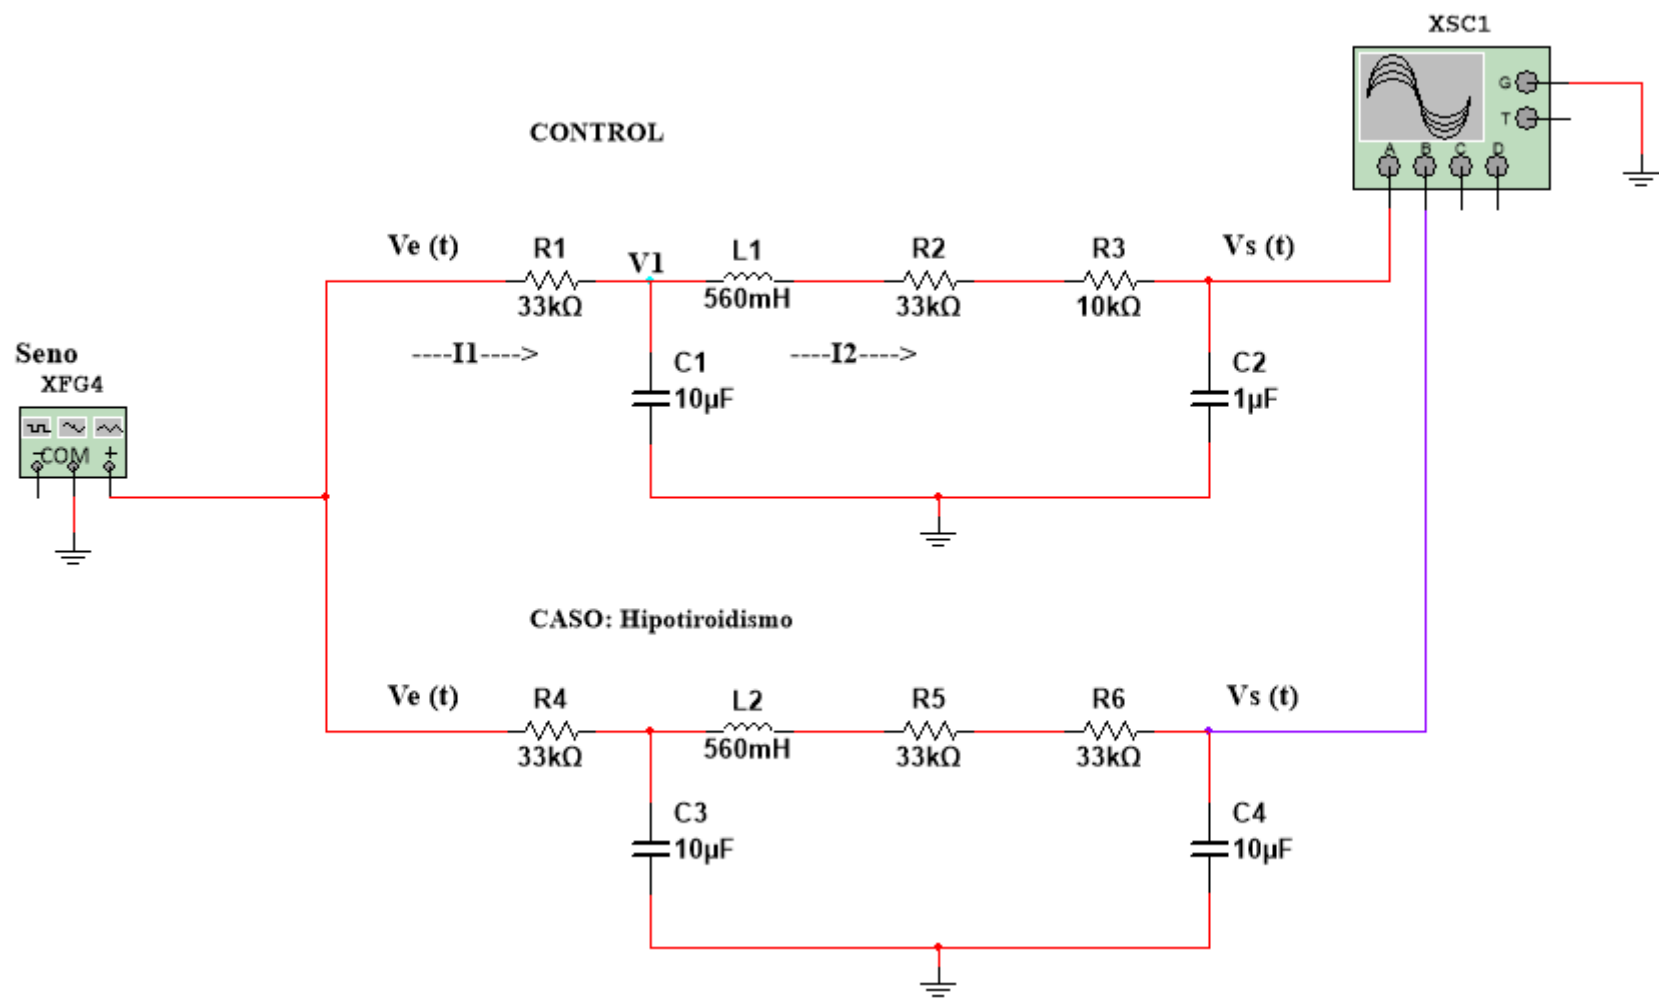 XSC1
G
T
A B C D
CONTROL
Ve (t)
R1
33kΩ
V1
L1
560mH
R2
33kΩ
R3
10kΩ
Vs (t)
----I1---->
----I2---->
C1
10µF
C2
1µF
Seno
XFG4
COM
− +
CASO: Hipotiroidismo
Ve (t)
R4
33kΩ
L2
560mH
R5
33kΩ
R6
33kΩ
Vs (t)
C3
10µF
C4
10µF